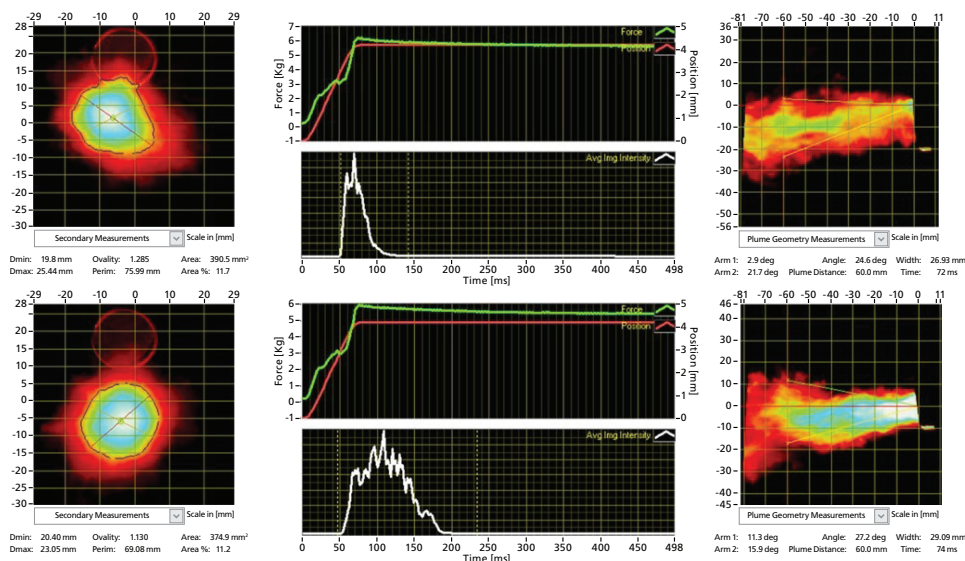 -29 -10 0 10 29
28
20
15
10
5
0
-5
-10
-15
-20
-30
Secondary Measurements Scale in [mm]
Dmin: 19.8 mm Ovality: 1.285 Area: 390.5 mm²
Dmax: 25.44 mm Perim: 75.99 mm Area %: 11.7
Force [Kg]
7
6
5
4
3
2
1
0
-1
Force
Position
5
4
3
2
1
0
Position [mm]
Avg Img Intensity
0 50 100 150 200 250 300 350 400 450 498
Time [ms]
-81 -70 -60 -50 -40 -30 -20 -10 0 11
36
20
10
0
-10
-20
-30
-40
-56
Plume Geometry Measurements Scale in [mm]
Arm 1: 2.9 deg Angle: 24.6 deg Width: 26.93 mm
Arm 2: 21.7 deg Plume Distance: 60.0 mm Time: 72 ms
-29 -10 0 10 29
28
20
15
10
5
0
-5
-10
-15
-20
-30
Secondary Measurements Scale in [mm]
Dmin: 20.40 mm Ovality: 1.130 Area: 374.9 mm²
Dmax: 23.05 mm Perim: 69.08 mm Area %: 11.2
Force [Kg]
6
5
4
3
2
1
0
-1
Force
Position
5
4
3
2
1
0
Position [mm]
Avg Img Intensity
0 50 100 150 200 250 300 350 400 450 498
Time [ms]
-81 -70 -60 -50 -40 -30 -20 -10 0 11
46
30
20
10
0
-10
-20
-30
-45
Plume Geometry Measurements Scale in [mm]
Arm 1: 11.3 deg Angle: 27.2 deg Width: 29.09 mm
Arm 2: 15.9 deg Plume Distance: 60.0 mm Time: 74 ms